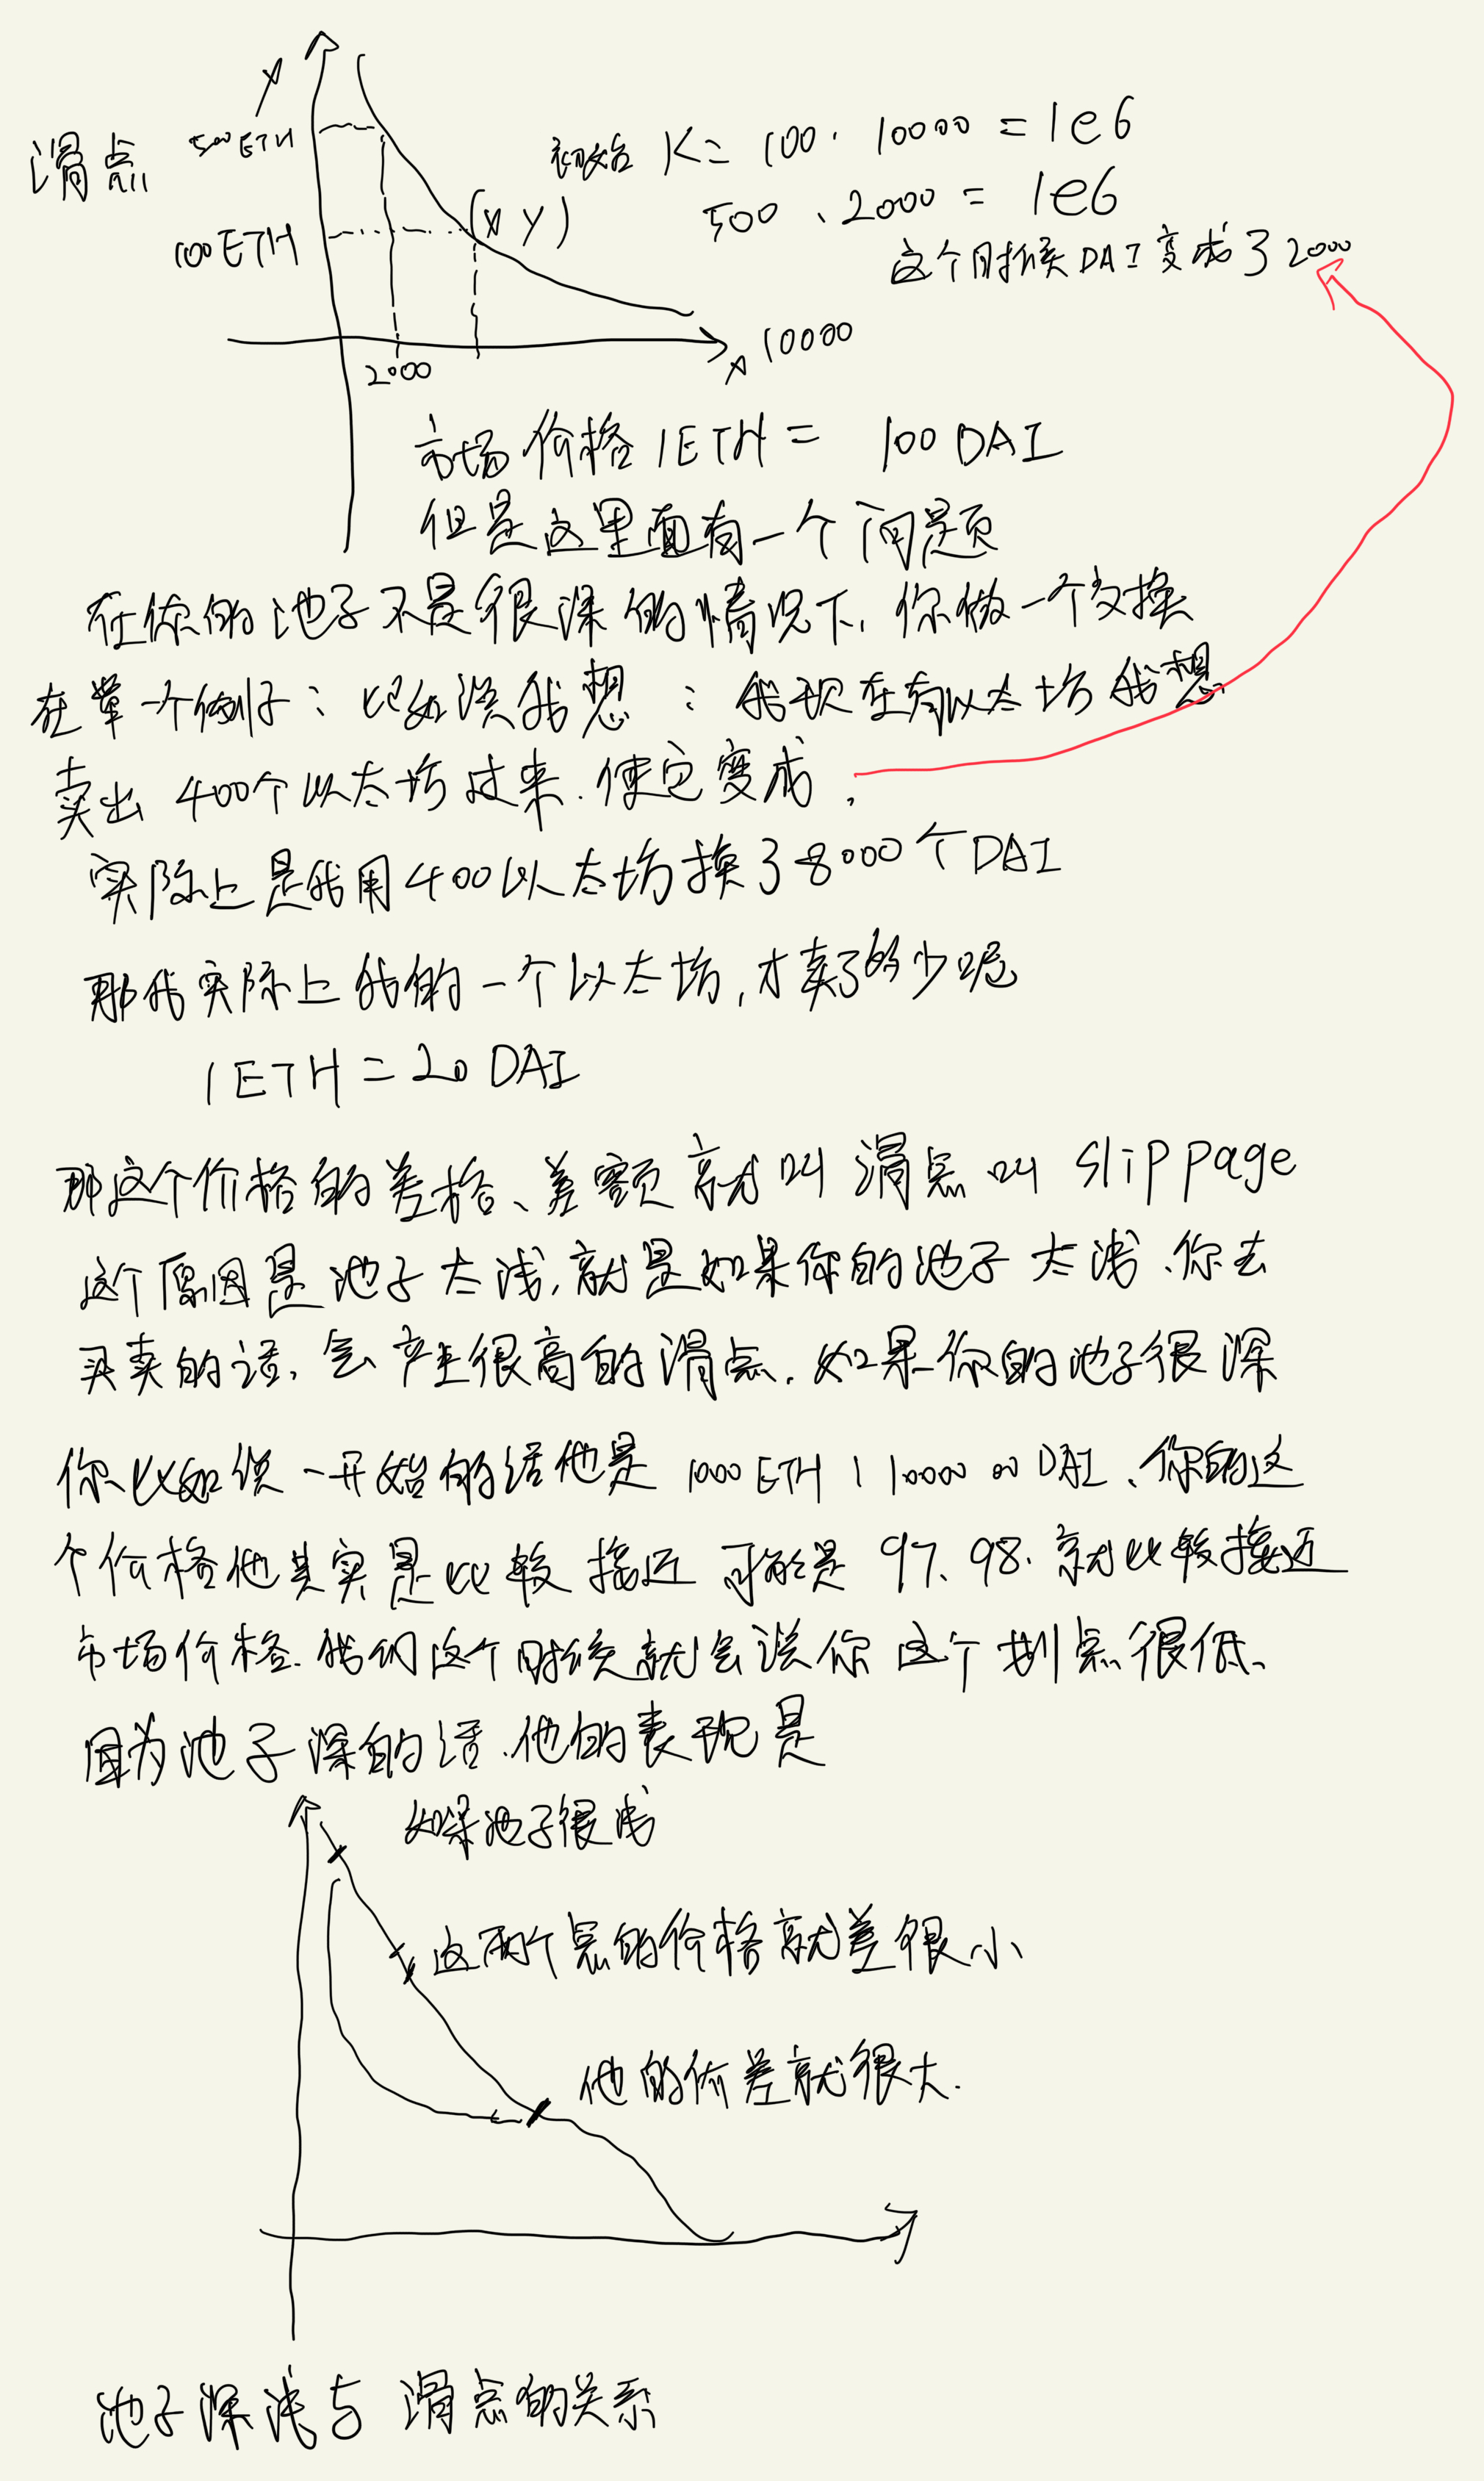 滑点
500 ETH
y
100 ETH
(x y)
2000
x 10000
初始 K = 100 · 10000 = 1e6
500 、2000 = 1e6
这个时候 DAI 变成了 2000
市场价格 1ETH = 100 DAI
但是这里面有一个问题
在你的池子不是很深的情况下, 你做一个交换
在举一个例子: 比如说我想: 我现在有以太坊 我想
卖出 400个以太坊过来. 使它变成,
实际上是我用 400以太坊换了 8000个 DAI
那我实际上我的一个以太坊, 才卖了多少呢
1 ETH = 20 DAI
那这个价格的差格、差额就叫滑点叫 slippage
这个原因是池子太浅, 就是如果你的池子太浅、你去
买卖的话, 会产生很高的滑点. 如果你的池子很深
你比如说一开始的话他是 1000 ETH 1 10000 00 DAI、你的这
个价格他其实是比较接近 可能是 97、98. 就比较接近
市场价格. 我们这个时候就会说你这个划点很低、
因为池子深的话. 他的表现是
如果池子很浅
这两个点的价格就差很小、
他的价差就很大.
池子深浅与滑点的关系